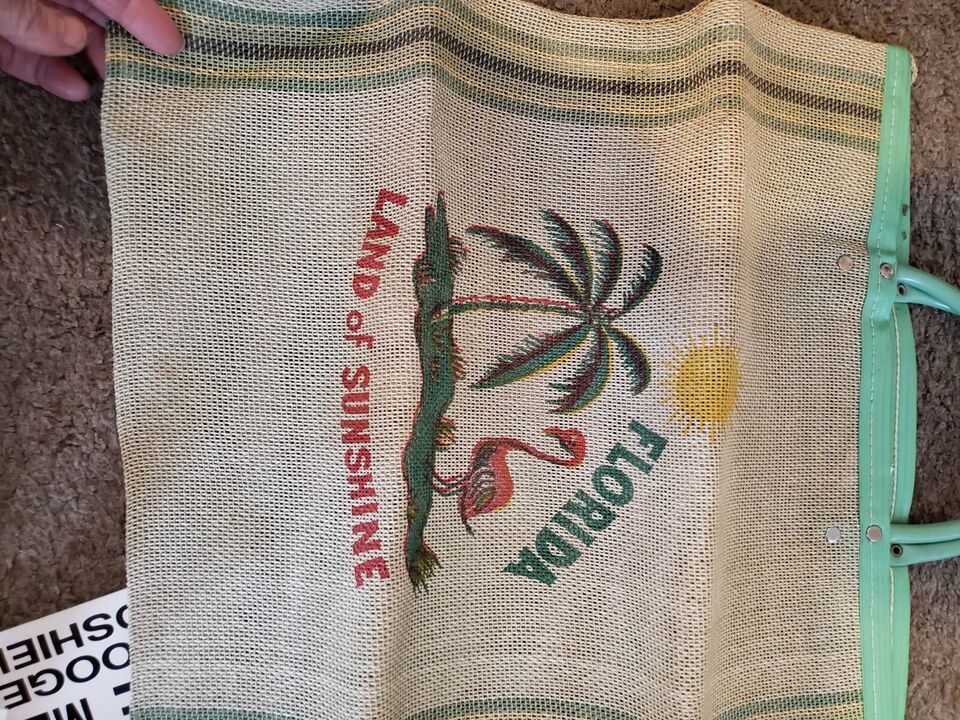 FLORIDA
LAND of SUNSHINE